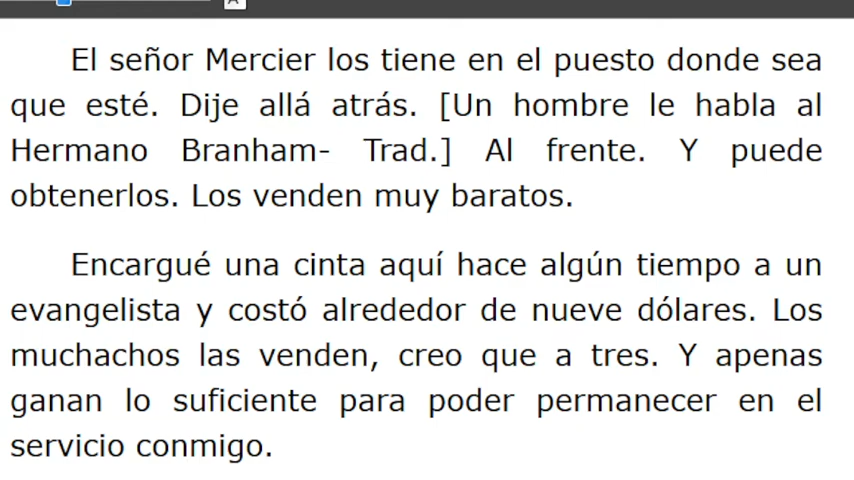 El señor Mercier los tiene en el puesto donde sea
que esté. Dije allá atrás. [Un hombre le habla al
Hermano Branham- Trad.] Al frente. Y puede
obtenerlos. Los venden muy baratos.
Encargué una cinta aquí hace algún tiempo a un
evangelista y costó alrededor de nueve dólares. Los
muchachos las venden, creo que a tres. Y apenas
ganan lo suficiente para poder permanecer en el
servicio conmigo.